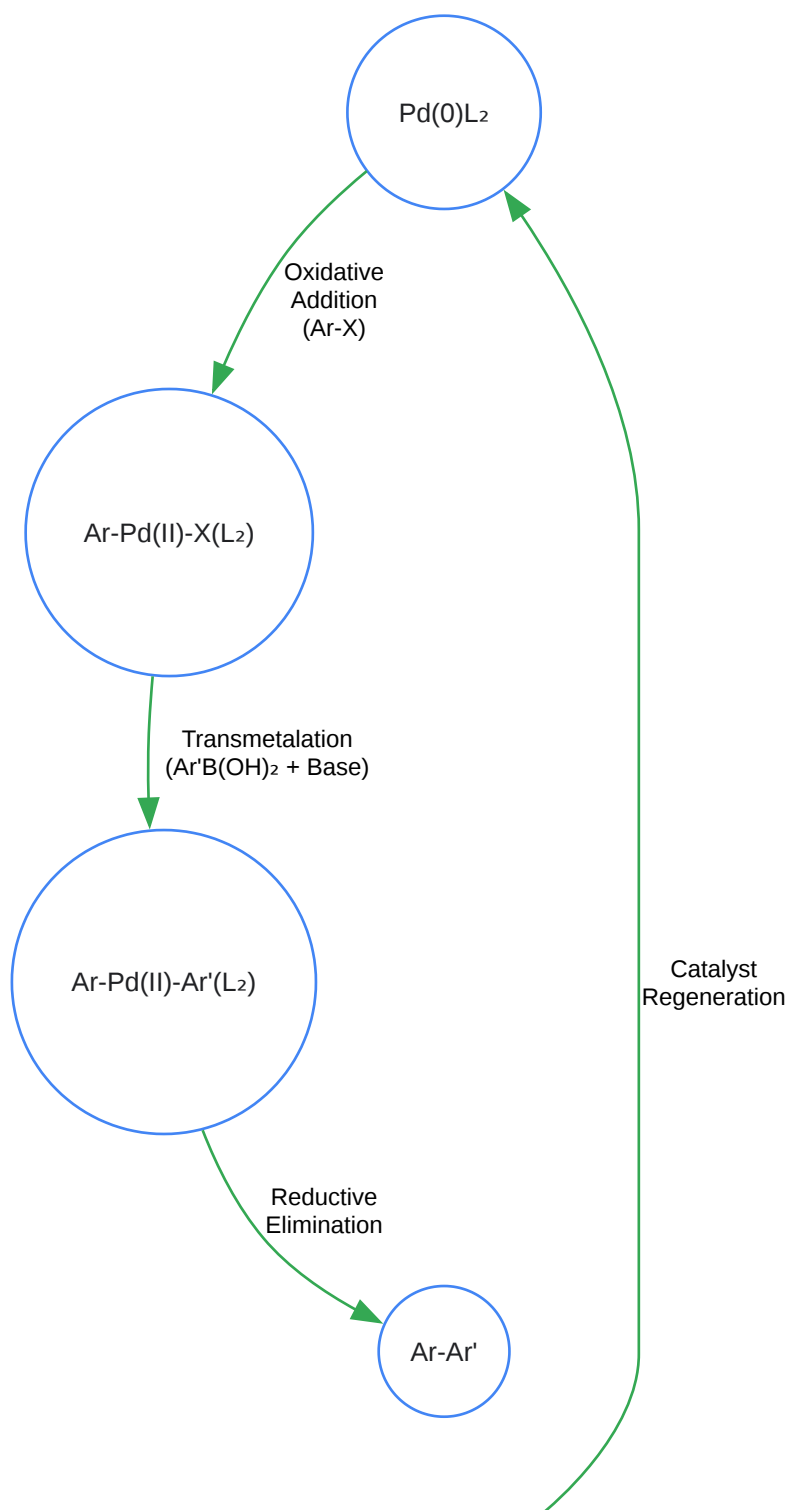 Pd(0)L₂
Oxidative
Addition
(Ar-X)
Ar-Pd(II)-X(L₂)
Transmetalation
(Ar'B(OH)₂ + Base)
Ar-Pd(II)-Ar'(L₂)
Catalyst
Regeneration
Reductive
Elimination
Ar-Ar'